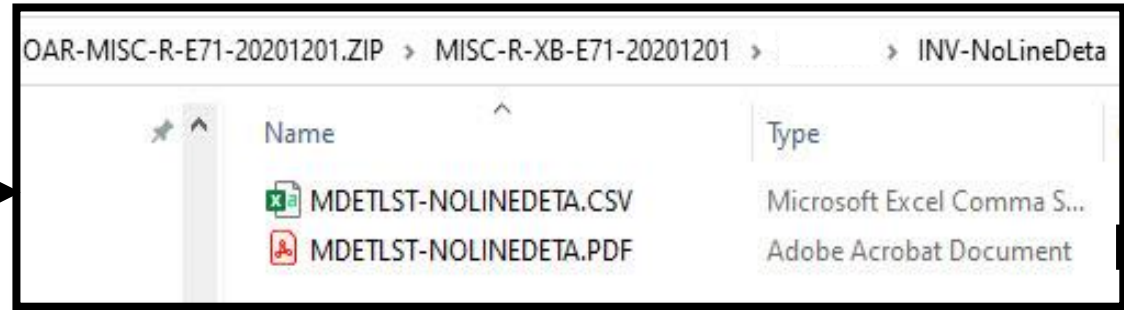 OAR-MISC-R-E71-20201201.ZIP > MISC-R-XB-E71-20201201 > > INV-NoLineDeta
Name Type
MDETLST-NOLINEDETA.CSV Microsoft Excel Comma S...
MDETLST-NOLINEDETA.PDF Adobe Acrobat Document